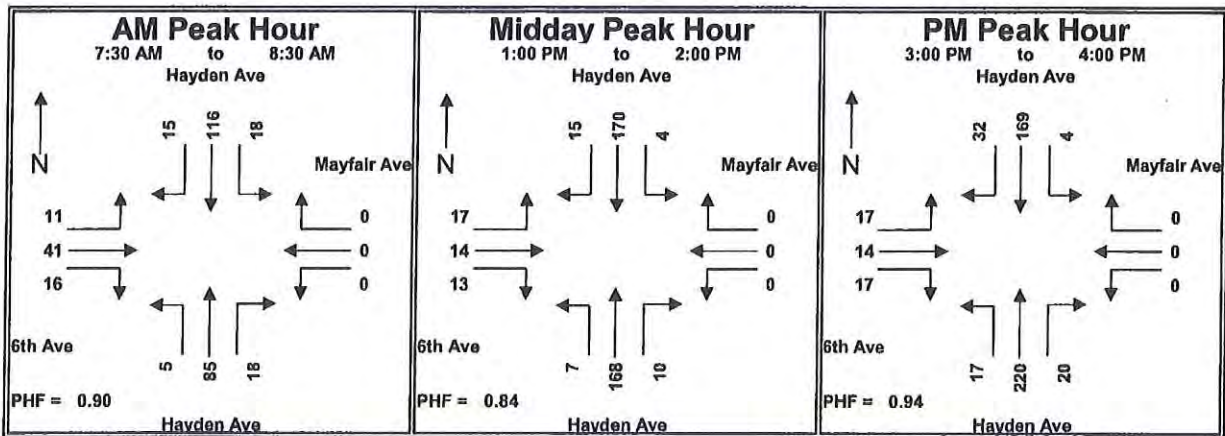 AM Peak Hour
7:30 AM to 8:30 AM
Hayden Ave
N
15 116 18
Mayfair Ave
11
41
16
0
0
0
6th Ave
5 85 18
PHF = 0.90
Hayden Ave
Midday Peak Hour
1:00 PM to 2:00 PM
Hayden Ave
N
15 170 4
Mayfair Ave
17
14
13
0
0
0
6th Ave
7 168 10
PHF = 0.84
Hayden Ave
PM Peak Hour
3:00 PM to 4:00 PM
Hayden Ave
N
32 169 4
Mayfair Ave
17
14
17
0
0
0
6th Ave
17 220 20
PHF = 0.94
Hayden Ave